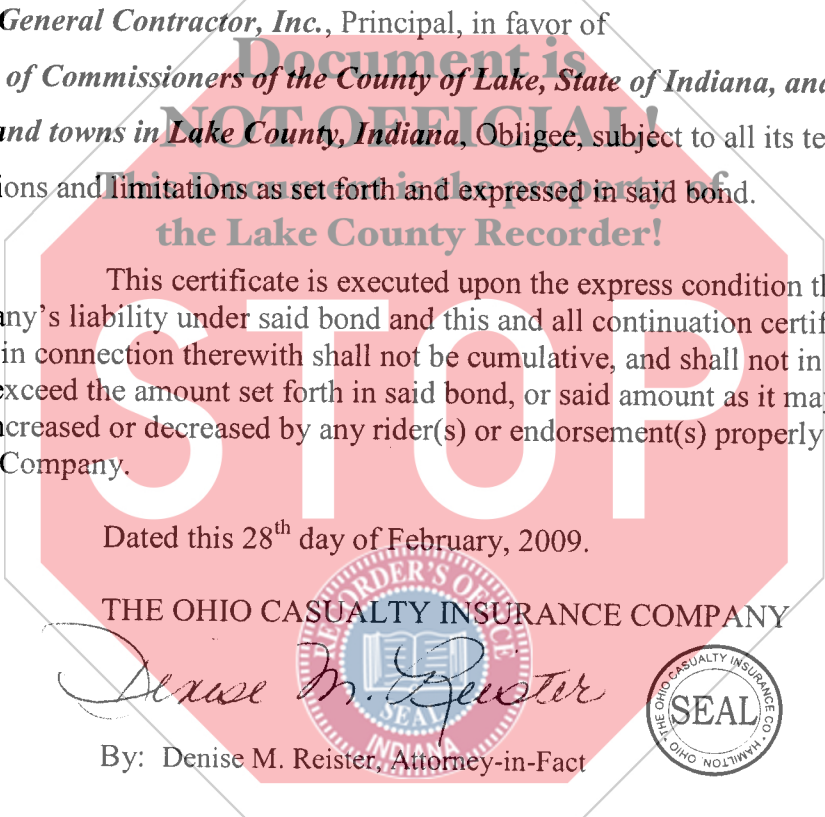 General Contractor, Inc., Principal, in favor of
Document is
of Commissioners of the County of Lake, State of Indiana, and
NOT OFFICIAL!
and towns in Lake County, Indiana, Obligee, subject to all its te
This Document is the property of
ions and limitations as set forth and expressed in said bond.
the Lake County Recorder!
This certificate is executed upon the express condition th
any's liability under said bond and this and all continuation certif
in connection therewith shall not be cumulative, and shall not in
exceed the amount set forth in said bond, or said amount as it may
ncreased or decreased by any rider(s) or endorsement(s) properly
Company.
STOP
Dated this 28th day of February, 2009.
RECORDER'S OFFICE
THE OHIO CASUALTY INSURANCE COMPANY
Denise M. Reister
SEAL
INDIANA
THE OHIO CASUALTY INSURANCE CO • HAMILTON, OHIO •
SEAL
By: Denise M. Reister, Attorney-in-Fact